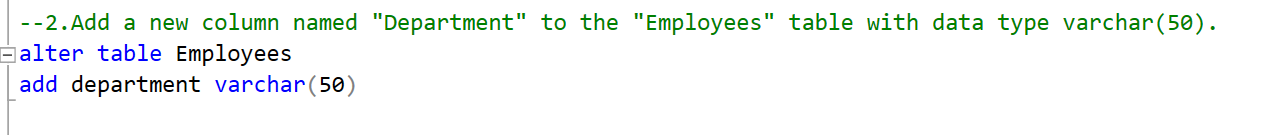 --2.Add a new column named "Department" to the "Employees" table with data type varchar(50).
alter table Employees
add department varchar(50)